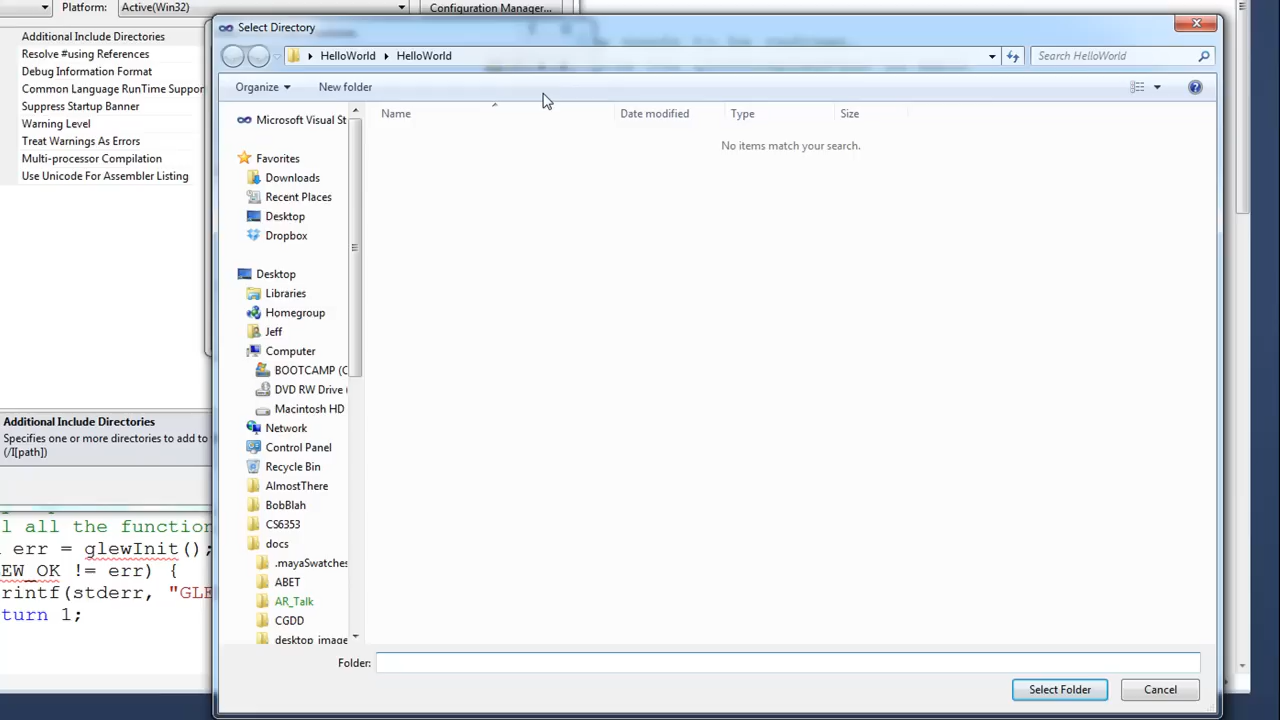 Platform:
Active(Win32)
Configuration Manager...
Additional Include Directories
Resolve #using References
Debug Information Format
Common Language RunTime Suppor
Suppress Startup Banner
Warning Level
Treat Warnings As Errors
Multi-processor Compilation
Use Unicode For Assembler Listing
Additional Include Directories
Specifies one or more directories to add to
(/I[path])
l all the function
err = glewInit();
EW_OK != err) {
rintf(stderr, "GLE
turn 1;
Select Directory
HelloWorld
HelloWorld
Search HelloWorld
Organize
New folder
Name
Date modified
Type
Size
No items match your search.
Microsoft Visual St
Favorites
Downloads
Recent Places
Desktop
Dropbox
Desktop
Libraries
Homegroup
Jeff
Computer
BOOTCAMP (C
DVD RW Drive (
Macintosh HD
Network
Control Panel
Recycle Bin
AlmostThere
BobBlah
CS6353
docs
.mayaSwatches
ABET
AR_Talk
CGDD
desktop_image
Folder:
Select Folder
Cancel